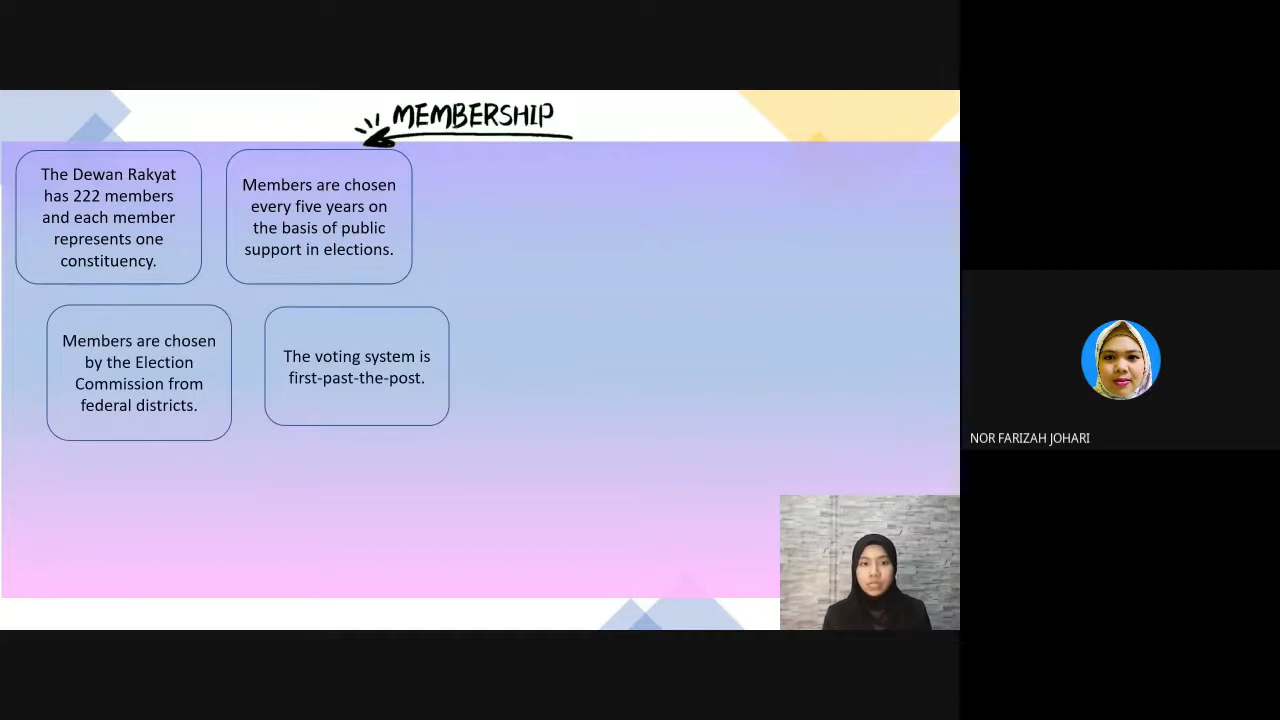 MEMBERSHIP
The Dewan Rakyat
has 222 members
and each member
represents one
constituency.
Members are chosen
every five years on
the basis of public
support in elections.
Members are chosen
by the Election
Commission from
federal districts.
The voting system is
first-past-the-post.
NOR FARIZAH JOHARI